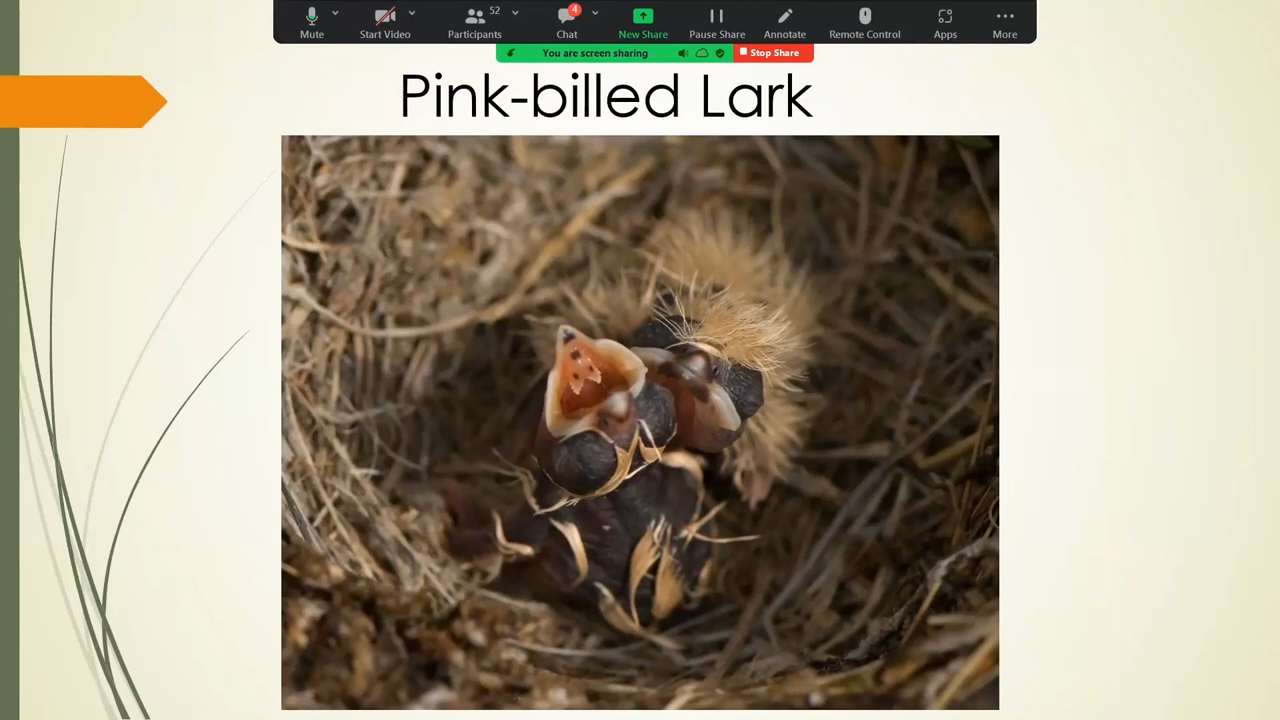 52
4
Mute
Start Video
Participants
Chat
New Share
Pause Share
Annotate
Remote Control
Apps
More
You are screen sharing
Stop Share
Pink-billed Lark